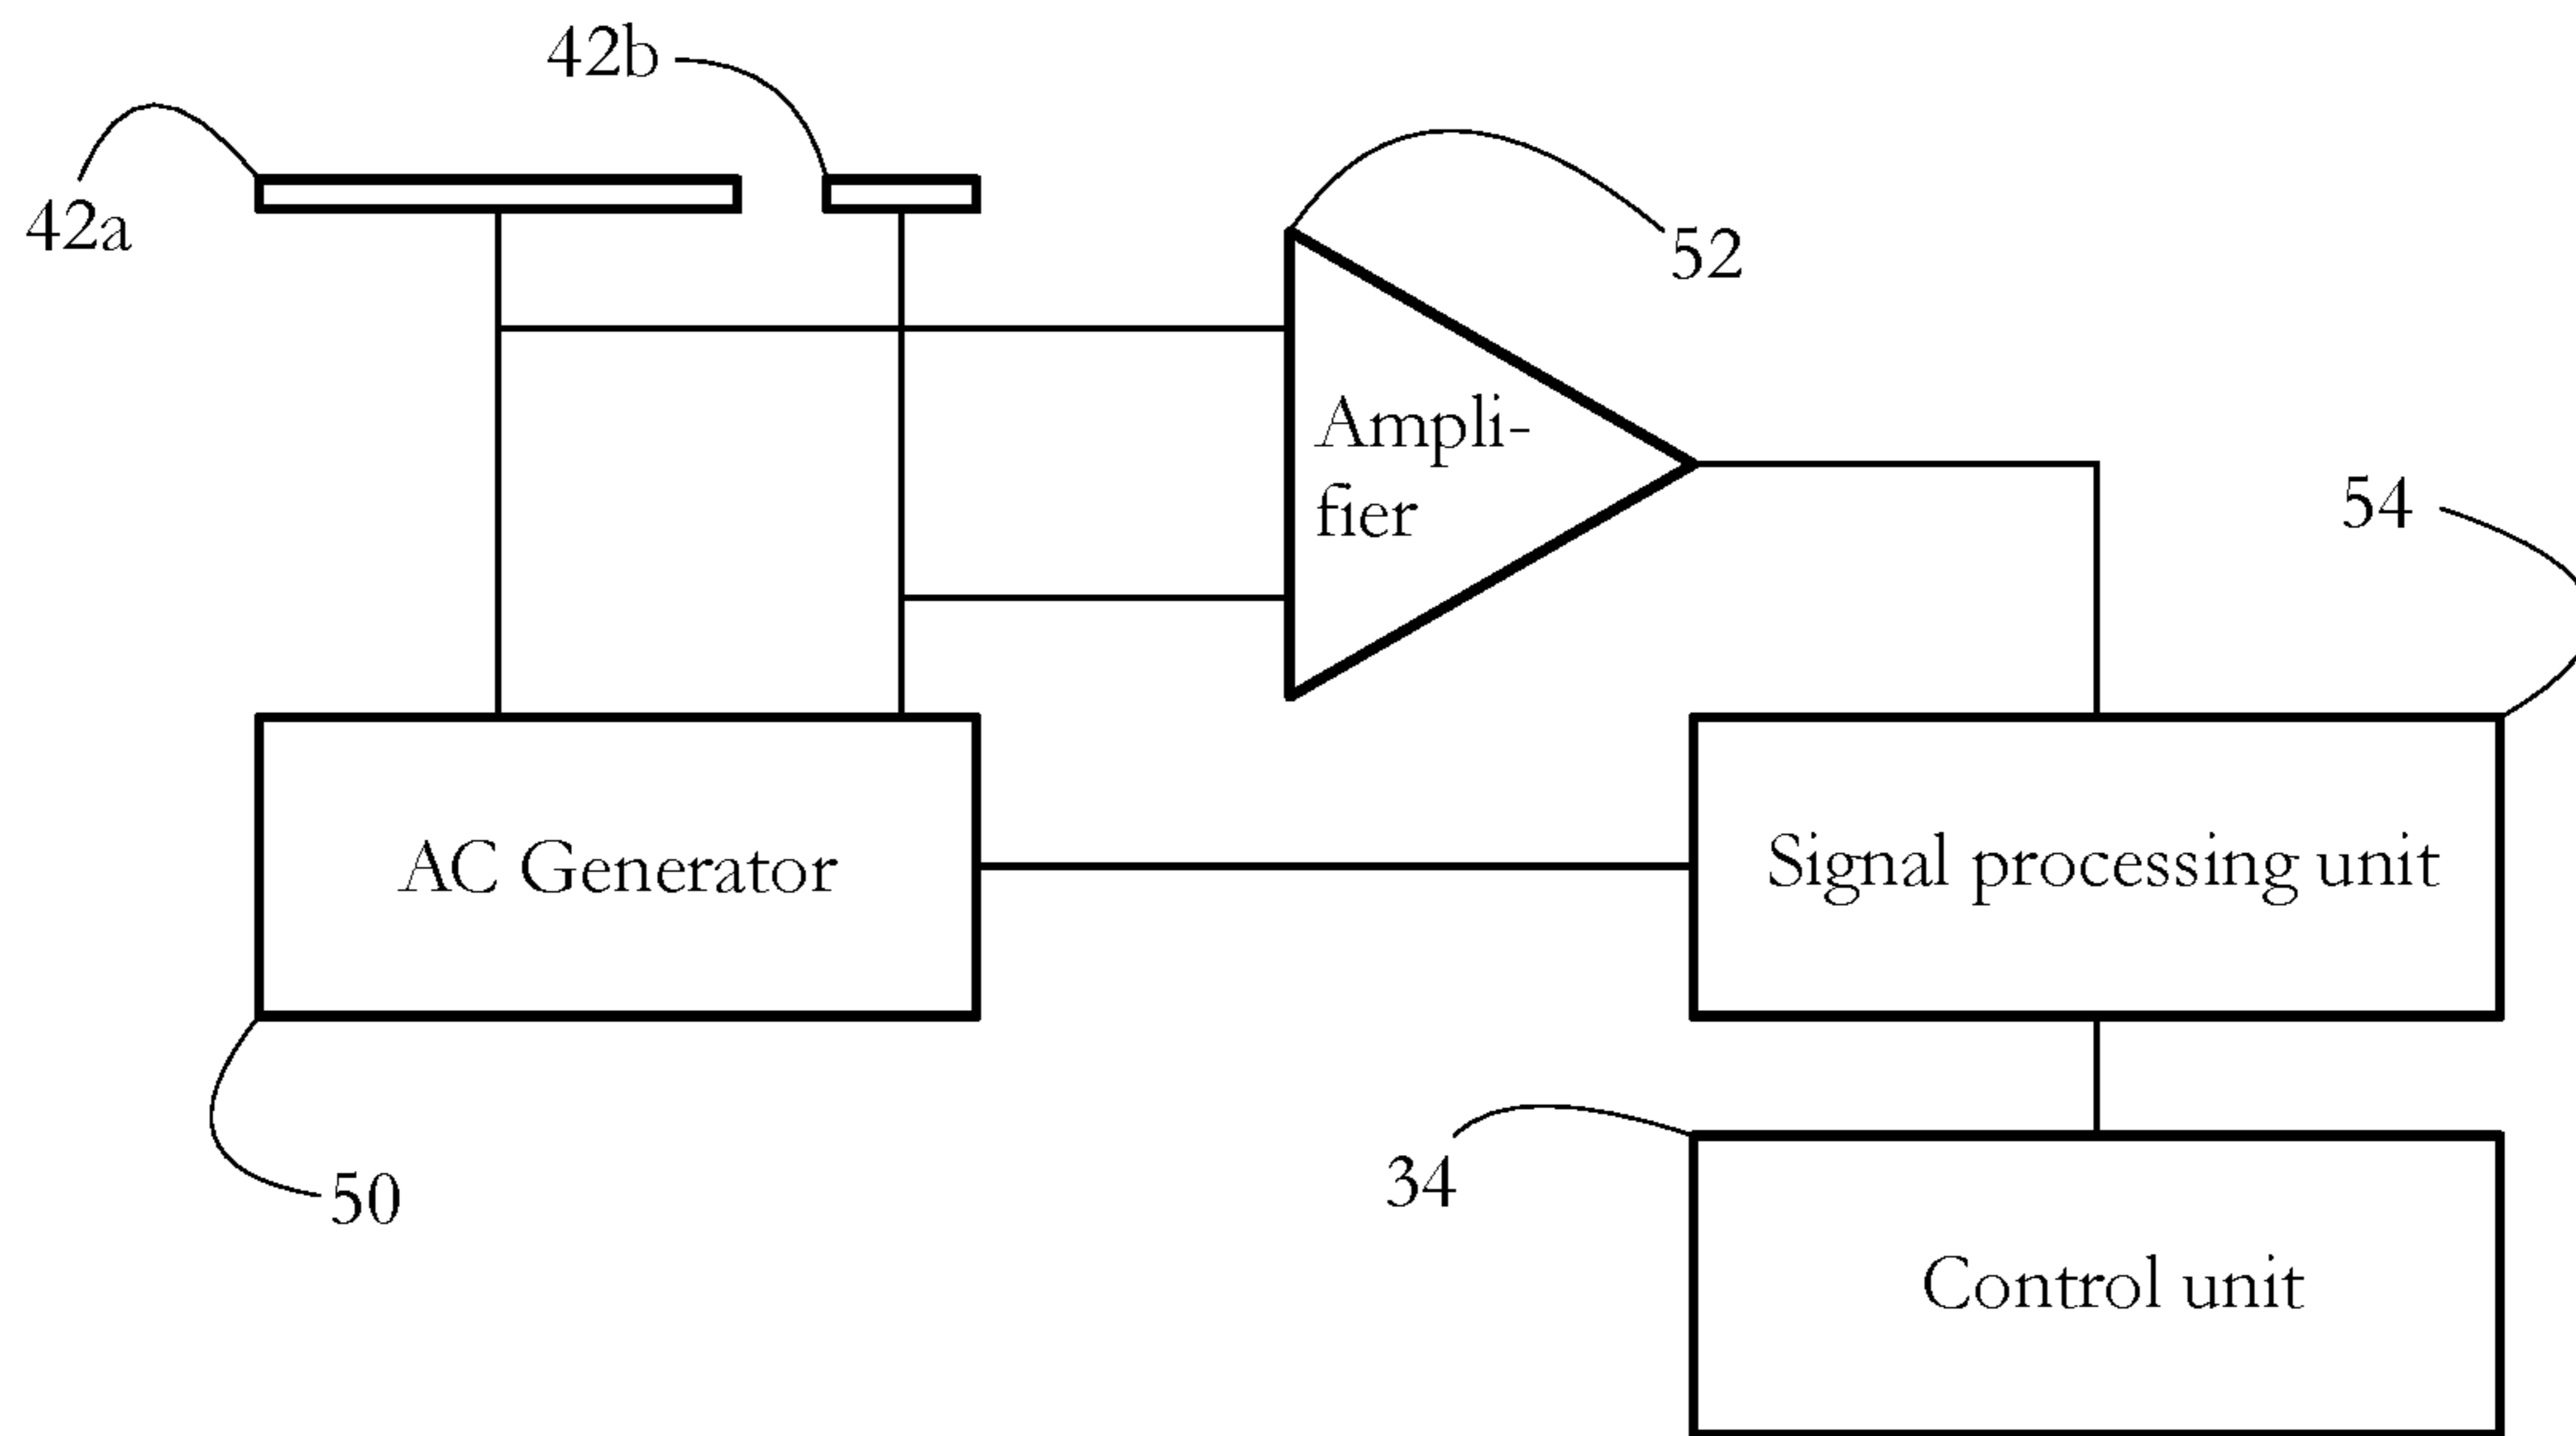 42b
42a
52
Ampli-
fier
54
AC Generator
Signal processing unit
50
34
Control unit